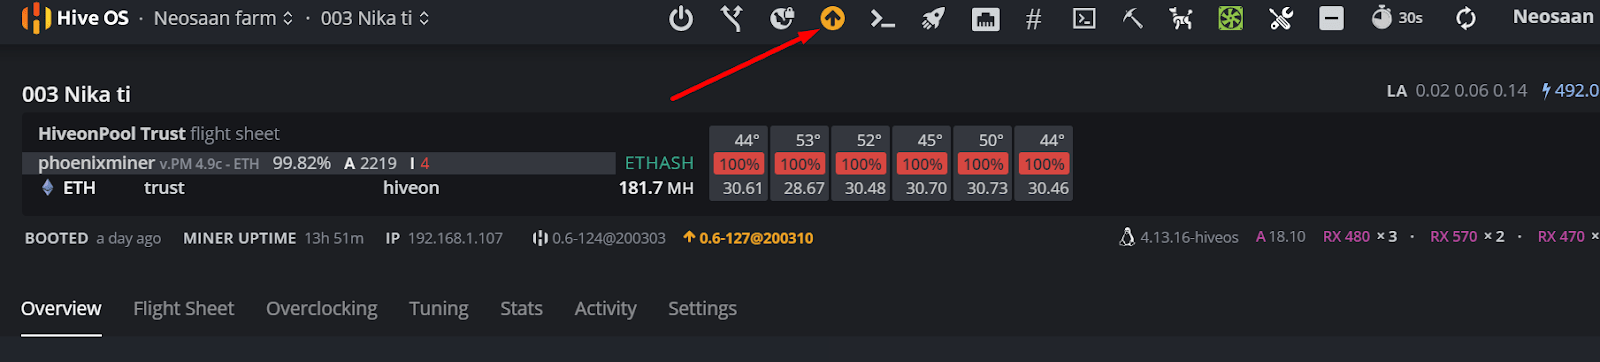 Hive OS · Neosaan farm · 003 Nika ti 30s Neosaan
003 Nika ti LA 0.02 0.06 0.14 492.0
HiveonPool Trust flight sheet 44° 53° 52° 45° 50° 44°
phoenixminer v.PM 4.9c - ETH 99.82% A 2219 I 4 ETHASH 100% 100% 100% 100% 100% 100%
ETH trust hiveon 181.7 MH 30.61 28.67 30.48 30.70 30.73 30.46
BOOTED a day ago MINER UPTIME 13h 51m IP 192.168.1.107 0.6-124@200303 0.6-127@200310 4.13.16-hiveos A 18.10 RX 480 × 3 · RX 570 × 2 · RX 470 ×
Overview Flight Sheet Overclocking Tuning Stats Activity Settings